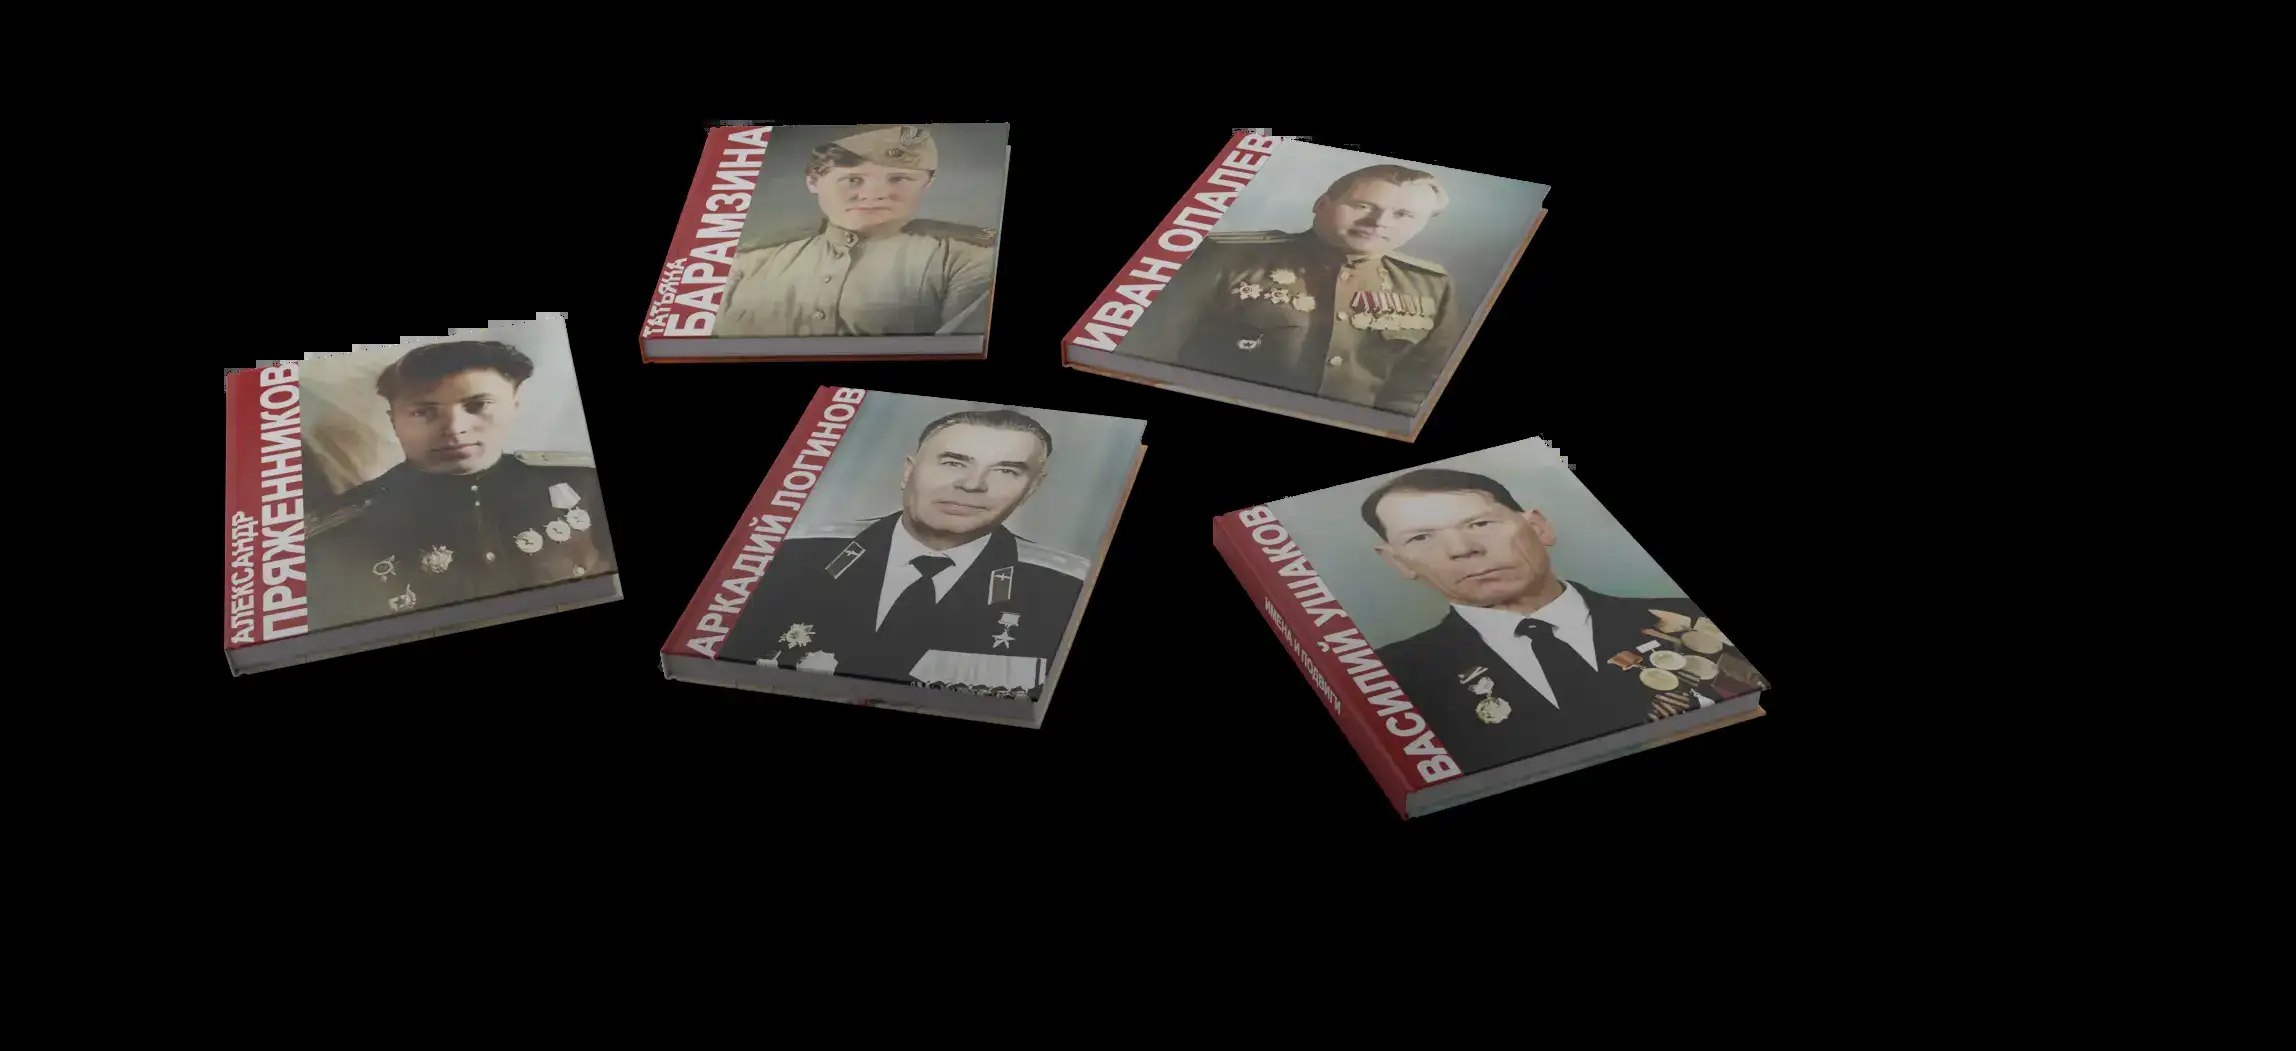 ТАТЬЯНА
БАРАМЗИНА
ИВАН ОПАЛЕВ
АЛЕКСАНДР
ПРЯЖЕННИКОВ
АРКАДИЙ ЛОГИНОВ
ВАСИЛИЙ УШАКОВ
ИМЕНА И ПОДВИГИ